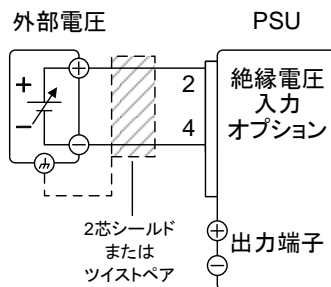 外部電圧
PSU
+
−
+
−
2
4
絶縁電圧
入力
オプション
2芯シールド
または
ツイストペア
+
出力端子
−